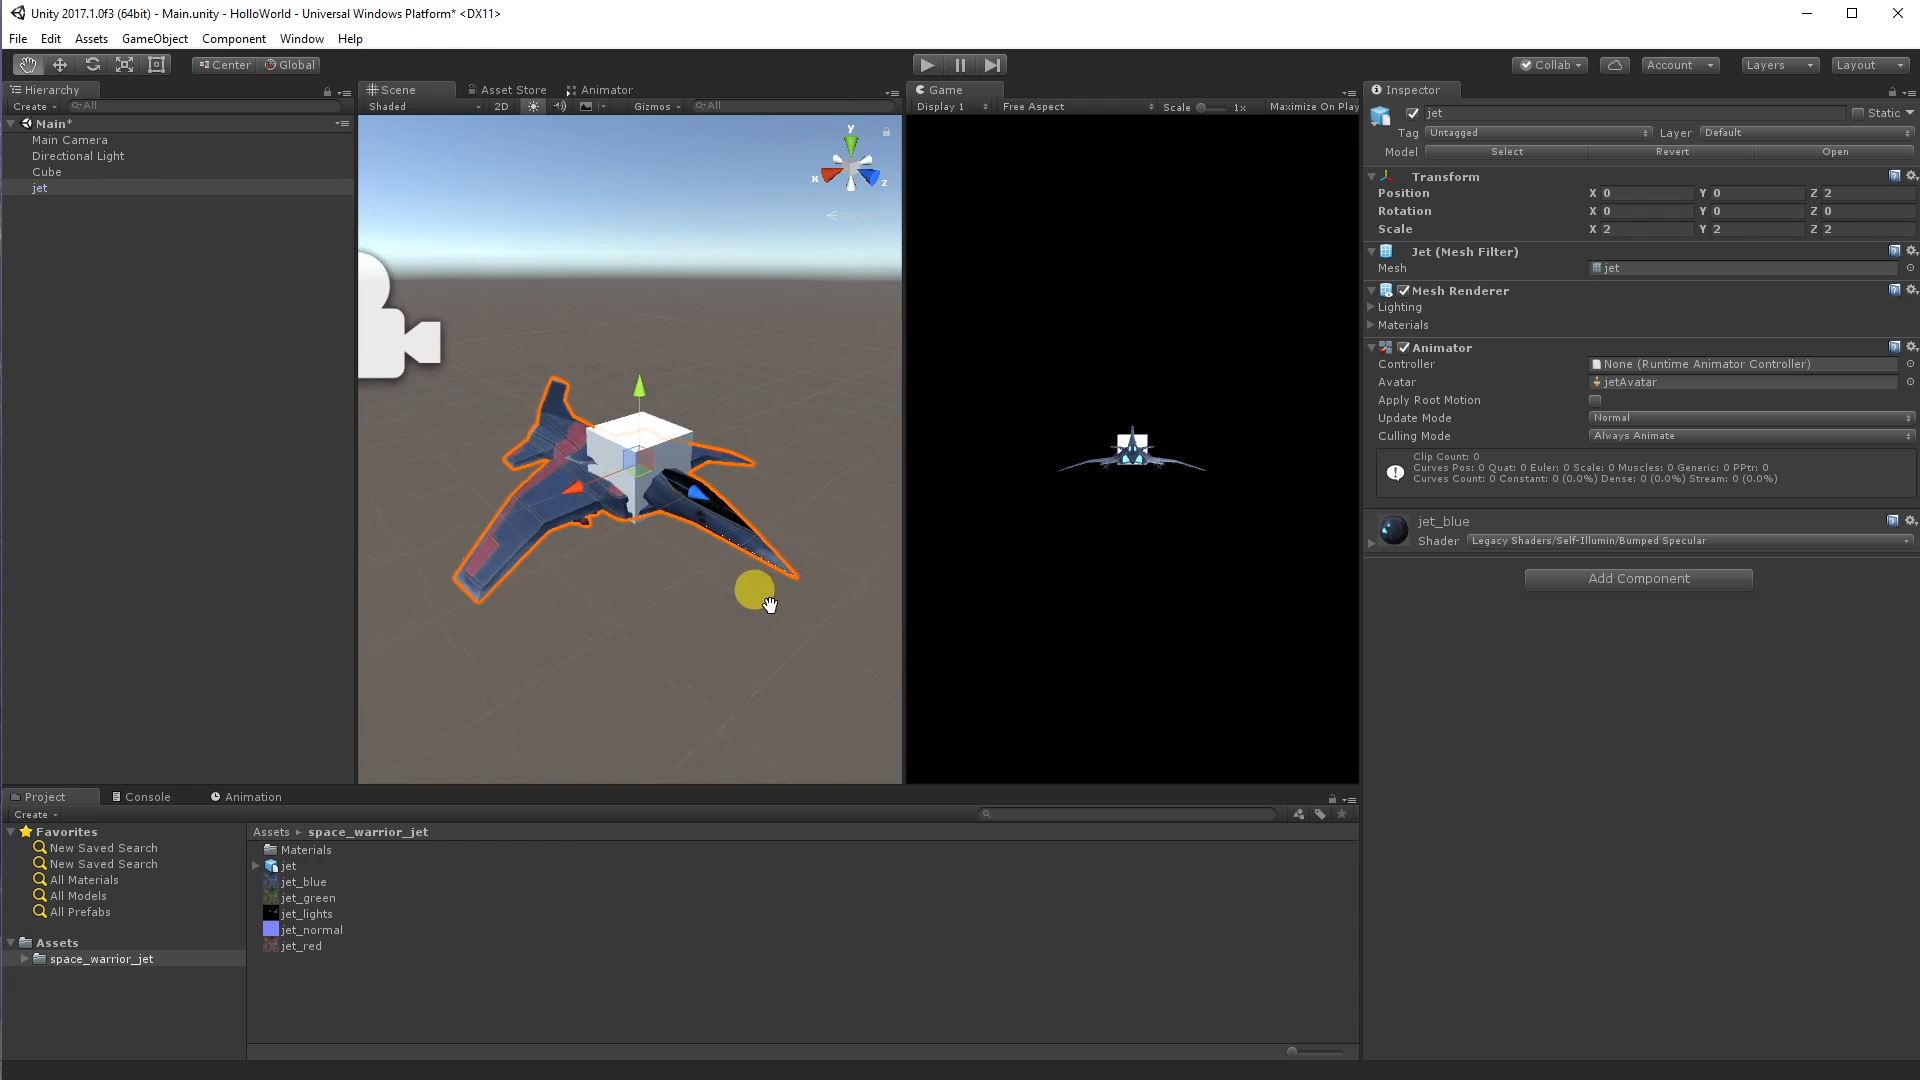 Unity 2017.1.0f3 (64bit) - Main.unity - HolloWorld - Universal Windows Platform* <DX11>
File Edit Assets GameObject Component Window Help
Center Global
Collab Account Layers Layout
Hierarchy
Create All
Main*
Main Camera
Directional Light
Cube
jet
Scene Asset Store Animator
Shaded 2D Gizmos All
y
x
z
Game
Display 1 Free Aspect Scale 1x Maximize On Play
Inspector
jet Static
Tag Untagged Layer Default
Model Select Revert Open
Transform
Position X 0 Y 0 Z 2
Rotation X 0 Y 0 Z 0
Scale X 2 Y 2 Z 2
Jet (Mesh Filter)
Mesh jet
Mesh Renderer
Lighting
Materials
Animator
Controller None (Runtime Animator Controller)
Avatar jetAvatar
Apply Root Motion
Update Mode Normal
Culling Mode Always Animate
Clip Count: 0
Curves Pos: 0 Quat: 0 Euler: 0 Scale: 0 Muscles: 0 Generic: 0 PPtr: 0
Curves Count: 0 Constant: 0 (0.0%) Dense: 0 (0.0%) Stream: 0 (0.0%)
jet_blue
Shader Legacy Shaders/Self-Illumin/Bumped Specular
Add Component
Project Console Animation
Create
Favorites
New Saved Search
New Saved Search
All Materials
All Models
All Prefabs
Assets
space_warrior_jet
Assets space_warrior_jet
Materials
jet
jet_blue
jet_green
jet_lights
jet_normal
jet_red